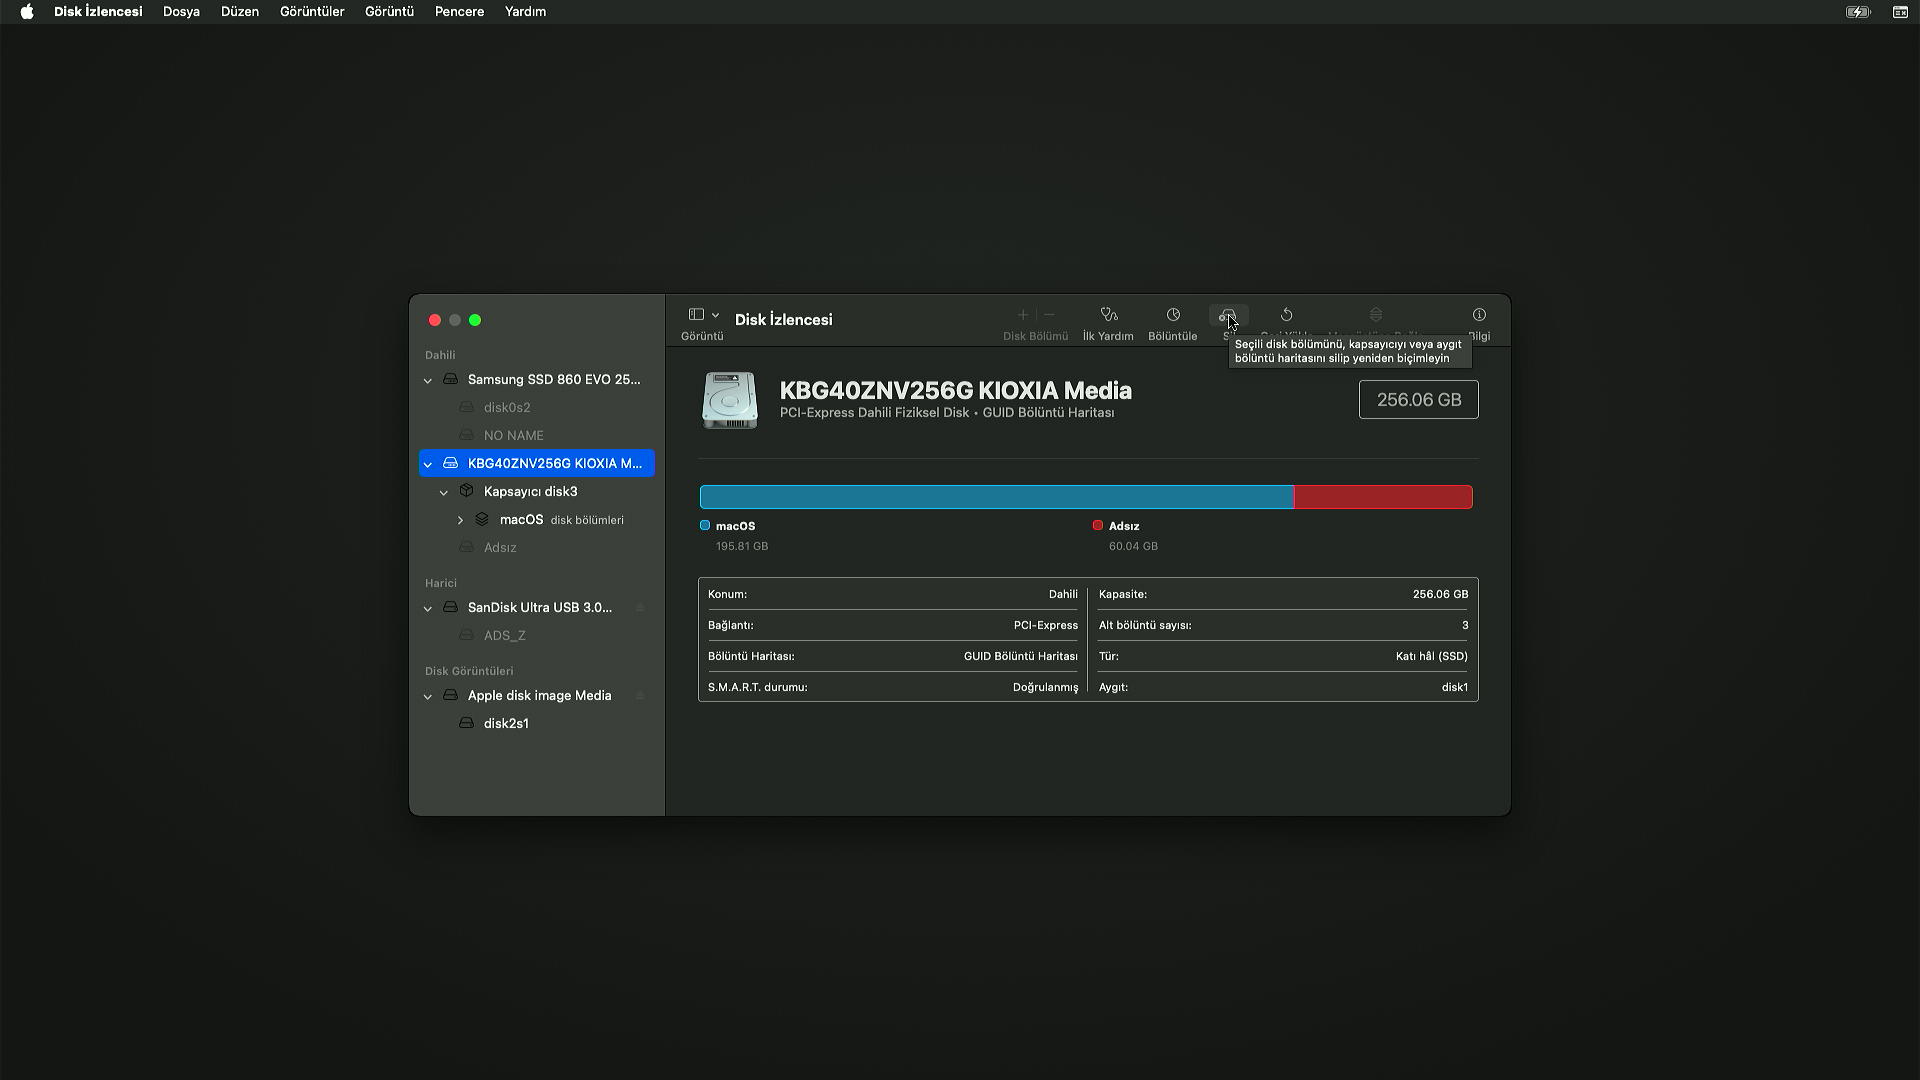 Disk İzlencesi Dosya Düzen Görüntüler Görüntü Pencere Yardım
Dahili
Samsung SSD 860 EVO 25...
disk0s2
NO NAME
KBG40ZNV256G KIOXIA M...
Kapsayıcı disk3
macOS disk bölümleri
Adsız
Harici
SanDisk Ultra USB 3.0...
ADS_Z
Disk Görüntüleri
Apple disk image Media
disk2s1
Görüntü
Disk İzlencesi
Disk Bölümü İlk Yardım Bölüntüle
Seçili disk bölümünü, kapsayıcıyı veya aygıt
bölüntü haritasını silip yeniden biçimleyin
KBG40ZNV256G KIOXIA Media
PCI-Express Dahili Fiziksel Disk • GUID Bölüntü Haritası
256.06 GB
macOS
195.81 GB
Adsız
60.04 GB
Konum: Dahili
Bağlantı: PCI-Express
Bölüntü Haritası: GUID Bölüntü Haritası
S.M.A.R.T. durumu: Doğrulanmış
Kapasite: 256.06 GB
Alt bölüntü sayısı: 3
Tür: Katı hâl (SSD)
Aygıt: disk1